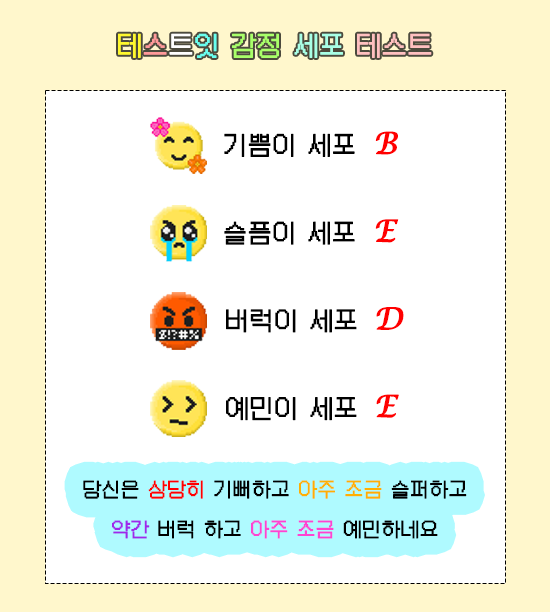 테스트잇 감정 세포 테스트
기쁨이 세포 B
슬픔이 세포 E
버럭이 세포 D
$!?#%
예민이 세포 E
당신은 상당히 기뻐하고 아주 조금 슬퍼하고
약간 버럭 하고 아주 조금 예민하네요